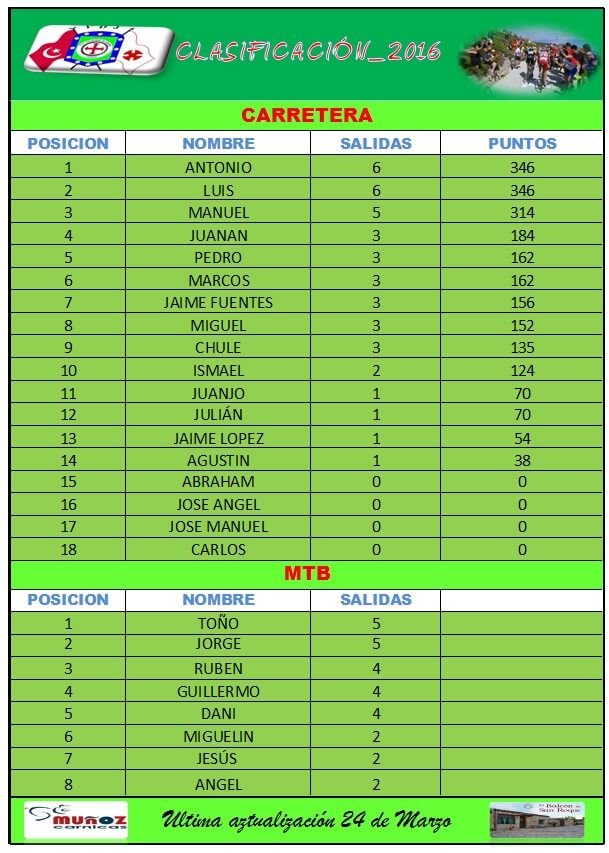 CLASIFICACIÓN_2016
CARRETERA
POSICION NOMBRE SALIDAS PUNTOS
1 ANTONIO 6 346
2 LUIS 6 346
3 MANUEL 5 314
4 JUANAN 3 184
5 PEDRO 3 162
6 MARCOS 3 162
7 JAIME FUENTES 3 156
8 MIGUEL 3 152
9 CHULE 3 135
10 ISMAEL 2 124
11 JUANJO 1 70
12 JULIÁN 1 70
13 JAIME LOPEZ 1 54
14 AGUSTIN 1 38
15 ABRAHAM 0 0
16 JOSE ANGEL 0 0
17 JOSE MANUEL 0 0
18 CARLOS 0 0
MTB
POSICION NOMBRE SALIDAS
1 TOÑO 5
2 JORGE 5
3 RUBEN 4
4 GUILLERMO 4
5 DANI 4
6 MIGUELIN 2
7 JESÚS 2
8 ANGEL 2
MUÑOZ
carnicas
Ultima aztualización 24 de Marzo
El Balcón de
San Roque